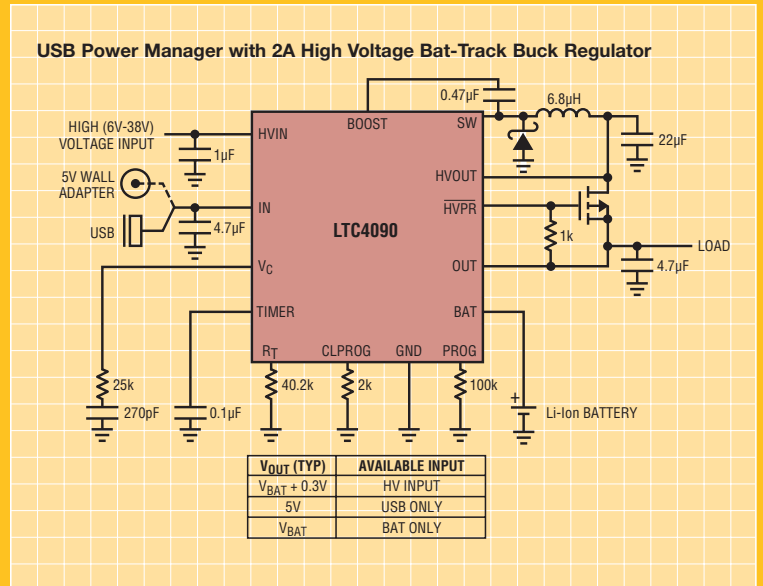 USB Power Manager with 2A High Voltage Bat-Track Buck Regulator
0.47µF
6.8µH
HIGH (6V-38V)
VOLTAGE INPUT
HVIN
BOOST
SW
22µF
1µF
5V WALL
ADAPTER
HVOUT
IN
HVPR
USB
4.7µF
LTC4090
1k
LOAD
VC
OUT
4.7µF
TIMER
BAT
RT
CLPROG
GND
PROG
25k
40.2k
2k
100k
270pF
0.1µF
+
Li-Ion BATTERY
VOUT (TYP) AVAILABLE INPUT
VBAT + 0.3V HV INPUT
5V USB ONLY
VBAT BAT ONLY